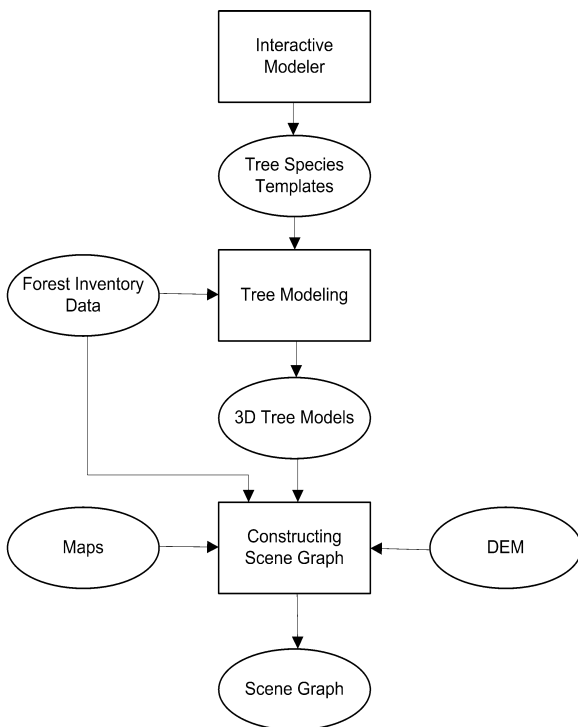 Interactive
Modeler
Tree Species
Templates
Forest Inventory
Data
Tree Modeling
3D Tree Models
Maps
Constructing
Scene Graph
DEM
Scene Graph